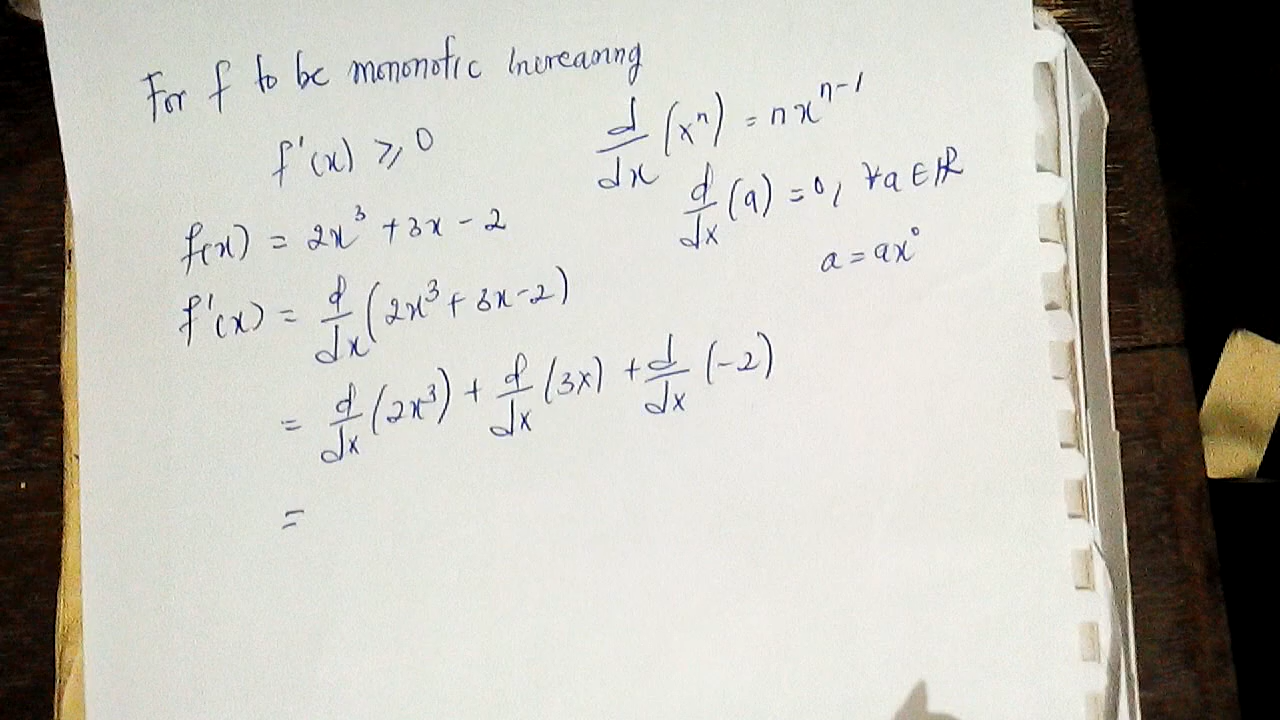 For f to be mononotic increasing
f'(x) ≥ 0
d/dx (xⁿ) = nxⁿ⁻¹
d/dx (a) = 0, ∀a ∈ ℝ
a = ax⁰
f(x) = 2x³ + 3x - 2
f'(x) = d/dx (2x³ + 3x - 2)
= d/dx (2x³) + d/dx (3x) + d/dx (-2)
=